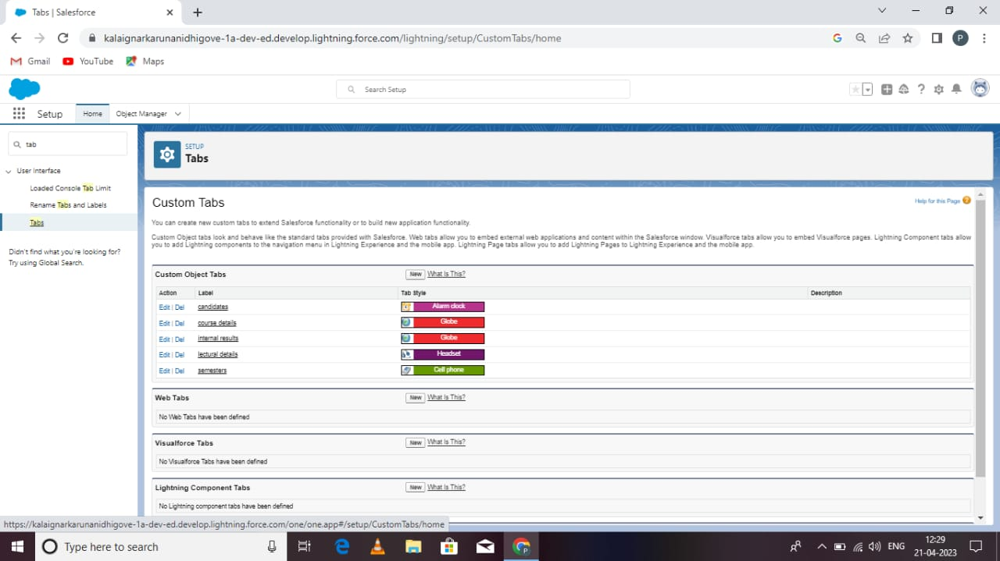 Tabs | Salesforce
kalaignarkarunanidhigove-1a-dev-ed.develop.lightning.force.com/lightning/setup/CustomTabs/home
P
Gmail YouTube Maps
Search Setup
Setup Home Object Manager
tab
User Interface
Loaded Console Tab Limit
Rename Tabs and Labels
Tabs
Didn't find what you're looking for?
Try using Global Search.
SETUP
Tabs
Custom Tabs
Help for this Page ?
You can create new custom tabs to extend Salesforce functionality or to build new application functionality.
Custom Object tabs look and behave like the standard tabs provided with Salesforce. Web tabs allow you to embed external web applications and content within the Salesforce window. Visualforce tabs allow you to embed Visualforce pages. Lightning Component tabs allow
you to add Lightning components to the navigation menu in Lightning Experience and the mobile app. Lightning Page tabs allow you to add Lightning Pages to Lightning Experience and the mobile app.
Custom Object Tabs New What Is This?
Action Label Tab Style Description
Edit | Del candidates Alarm clock
Edit | Del course details Globe
Edit | Del internal results Globe
Edit | Del lectural details Headset
Edit | Del semesters Cell phone
Web Tabs New What Is This?
No Web Tabs have been defined
Visualforce Tabs New What Is This?
No Visualforce Tabs have been defined
Lightning Component Tabs New What Is This?
No Lightning component tabs have been defined
https://kalaignarkarunanidhigove-1a-dev-ed.develop.lightning.force.com/one/one.app#/setup/CustomTabs/home
Type here to search
ENG
12:29
21-04-2023